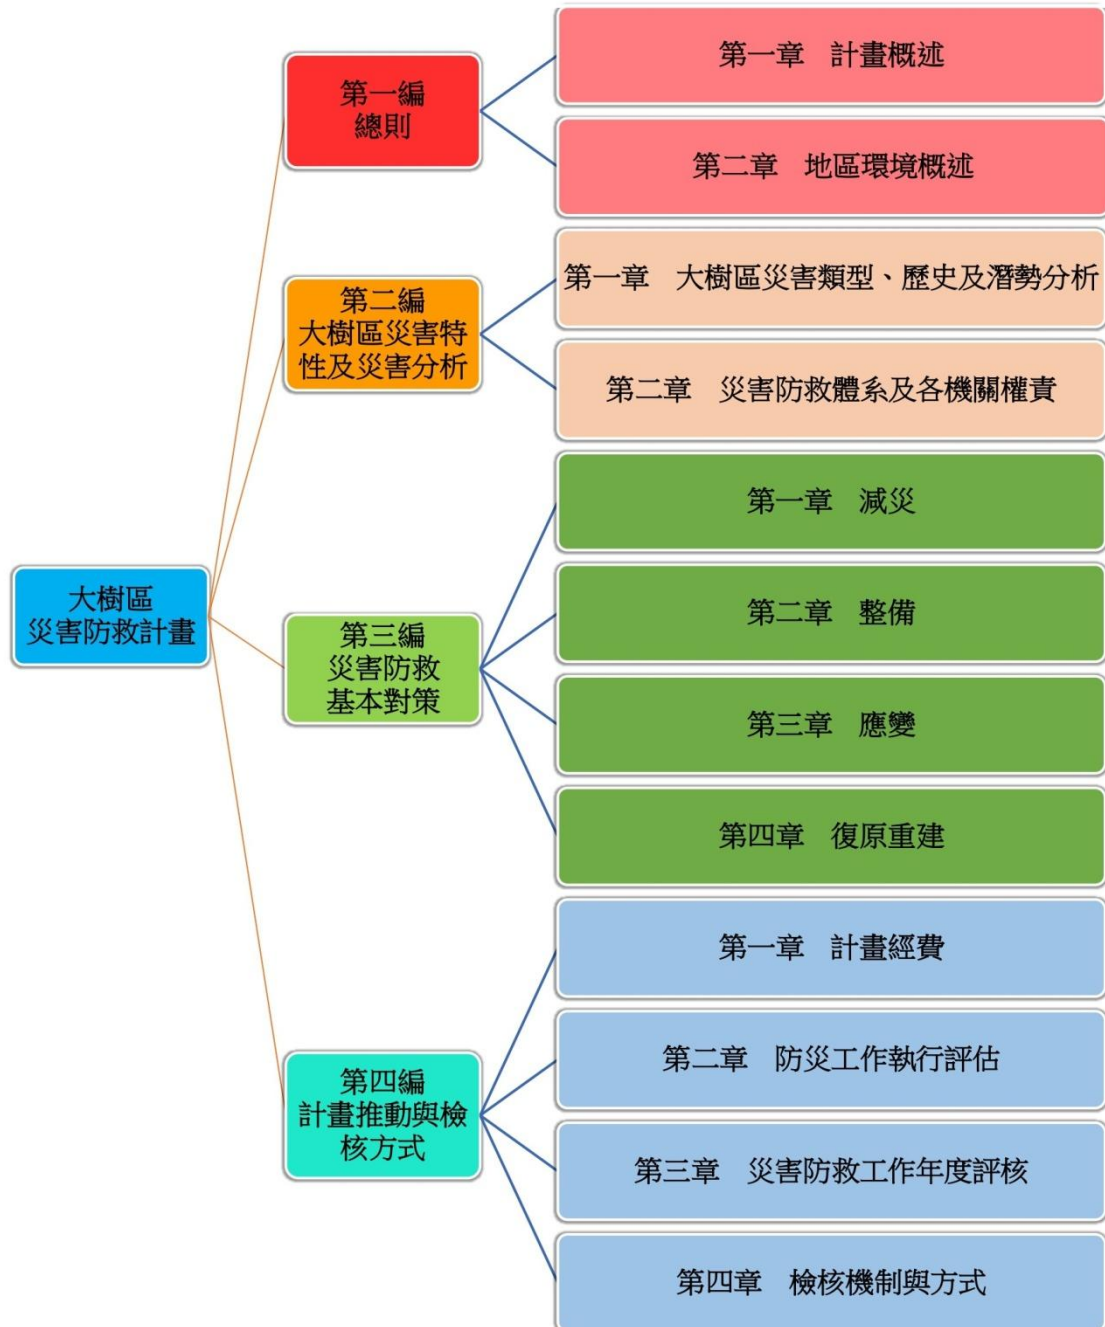 大樹區
災害防救計畫
第一編
總則
第一章　計畫概述
第二章　地區環境概述
第二編
大樹區災害特
性及災害分析
第一章　大樹區災害類型、歷史及潛勢分析
第二章　災害防救體系及各機關權責
第三編
災害防救
基本對策
第一章　減災
第二章　整備
第三章　應變
第四章　復原重建
第四編
計畫推動與檢
核方式
第一章　計畫經費
第二章　防災工作執行評估
第三章　災害防救工作年度評核
第四章　檢核機制與方式